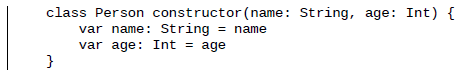 class Person constructor(name: String, age: Int) {
    var name: String = name
    var age: Int = age
}